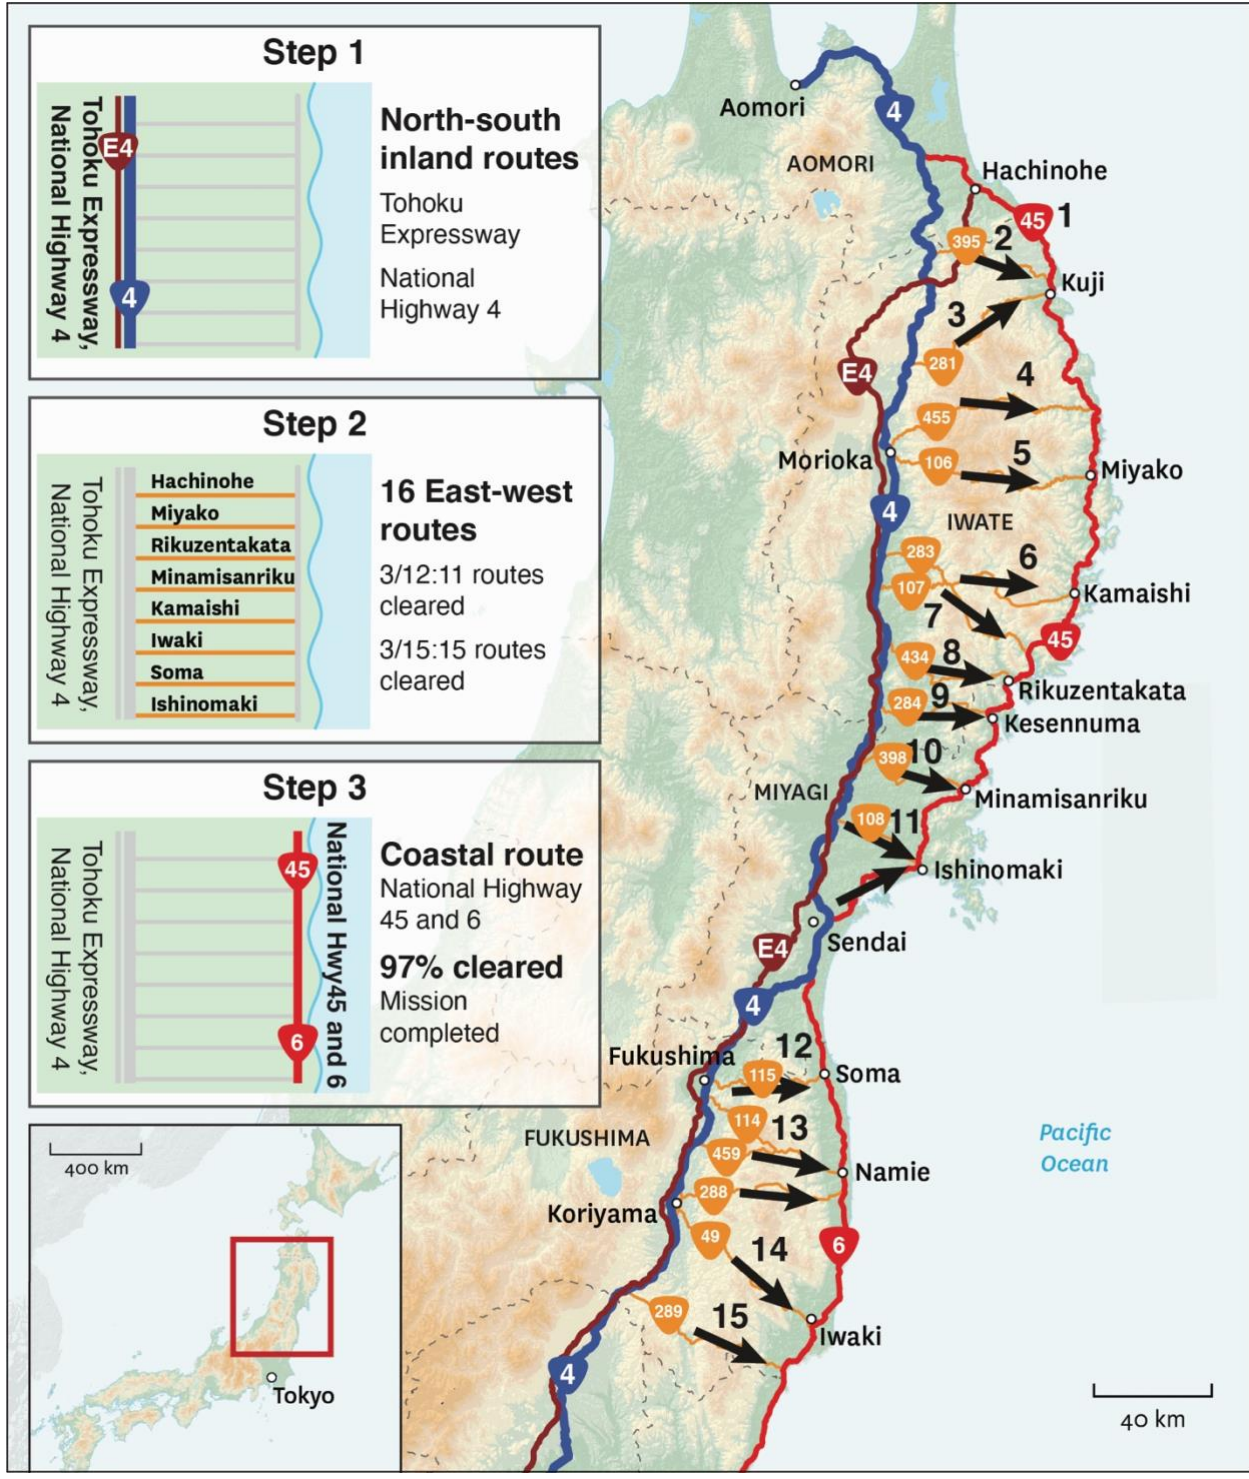 Step 1
Tohoku Expressway,
National Highway 4
E4
4
North-south
inland routes
Tohoku
Expressway
National
Highway 4
Step 2
Tohoku Expressway,
National Highway 4
Hachinohe
Miyako
Rikuzentakata
Minamisanriku
Kamaishi
Iwaki
Soma
Ishinomaki
16 East-west
routes
3/12:11 routes
cleared
3/15:15 routes
cleared
Step 3
Tohoku Expressway,
National Highway 4
45
6
National Hwy45 and 6
Coastal route
National Highway
45 and 6
97% cleared
Mission
completed
400 km
Tokyo
Aomori
4
AOMORI
Hachinohe
45
1
395
2
Kuji
3
281
E4
4
455
Morioka
106
5
Miyako
4
IWATE
283
6
107
Kamaishi
7
45
434
8
Rikuzentakata
284
9
Kesennuma
398
10
MIYAGI
Minamisanriku
108
11
Ishinomaki
Sendai
E4
4
12
Fukushima
115
Soma
114
13
FUKUSHIMA
459
Namie
288
Koriyama
49
14
6
289
15
Iwaki
4
Pacific
Ocean
40 km